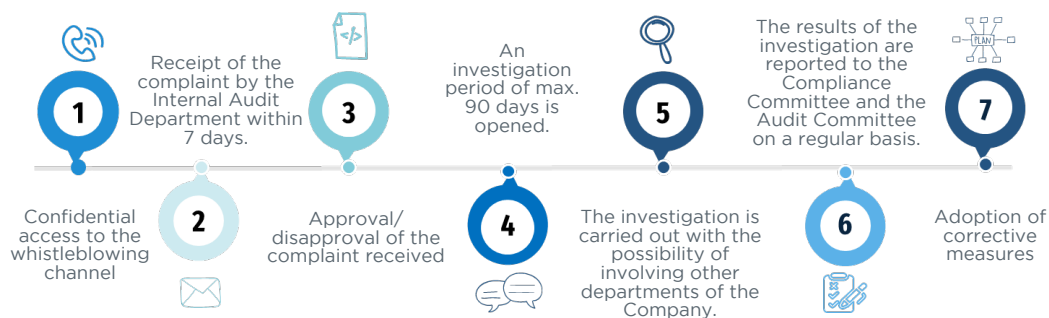 1
Confidential
access to the
whistleblowing
channel
Receipt of the
complaint by the
Internal Audit
Department within
7 days.
2
</>
3
Approval/
disapproval of the
complaint received
An
investigation
period of max.
90 days is
opened.
4
5
The investigation is
carried out with the
possibility of
involving other
departments of the
Company.
The results of
the investigation are
reported to the
Compliance
Committee and the
Audit Committee
on a regular basis.
6
PLAN
7
Adoption of
corrective
measures